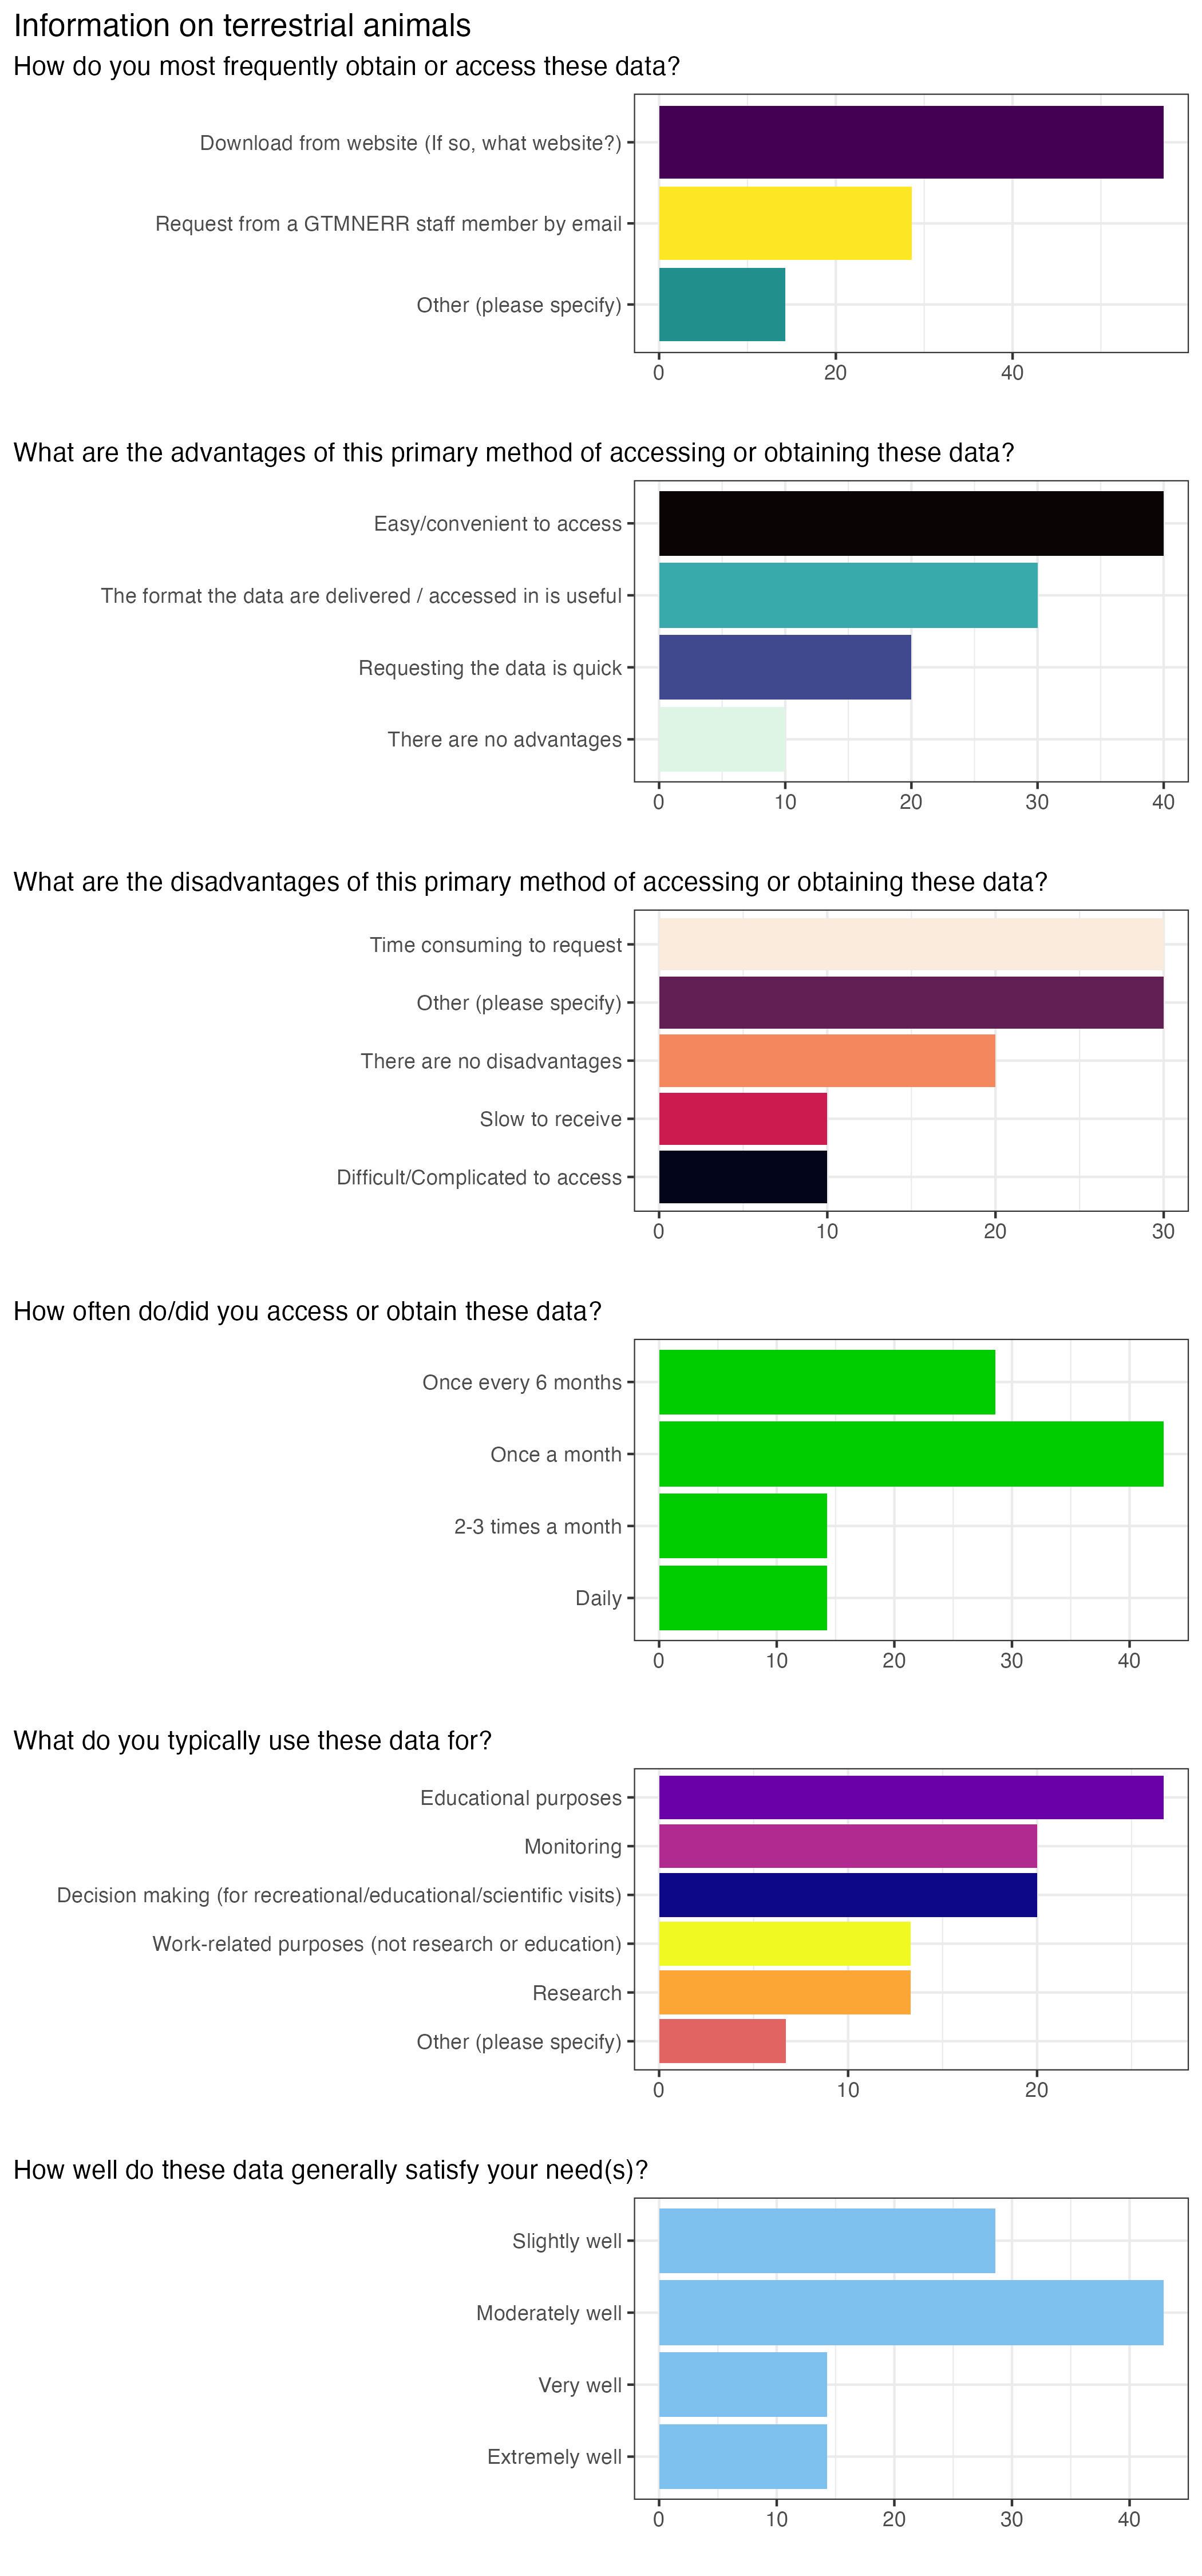 Information on terrestrial animals
How do you most frequently obtain or access these data?
Download from website (If so, what website?)
Request from a GTMNERR staff member by email
Other (please specify)
0 20 40
What are the advantages of this primary method of accessing or obtaining these data?
Easy/convenient to access
The format the data are delivered / accessed in is useful
Requesting the data is quick
There are no advantages
0 10 20 30 40
What are the disadvantages of this primary method of accessing or obtaining these data?
Time consuming to request
Other (please specify)
There are no disadvantages
Slow to receive
Difficult/Complicated to access
0 10 20 30
How often do/did you access or obtain these data?
Once every 6 months
Once a month
2-3 times a month
Daily
0 10 20 30 40
What do you typically use these data for?
Educational purposes
Monitoring
Decision making (for recreational/educational/scientific visits)
Work-related purposes (not research or education)
Research
Other (please specify)
0 10 20
How well do these data generally satisfy your need(s)?
Slightly well
Moderately well
Very well
Extremely well
0 10 20 30 40